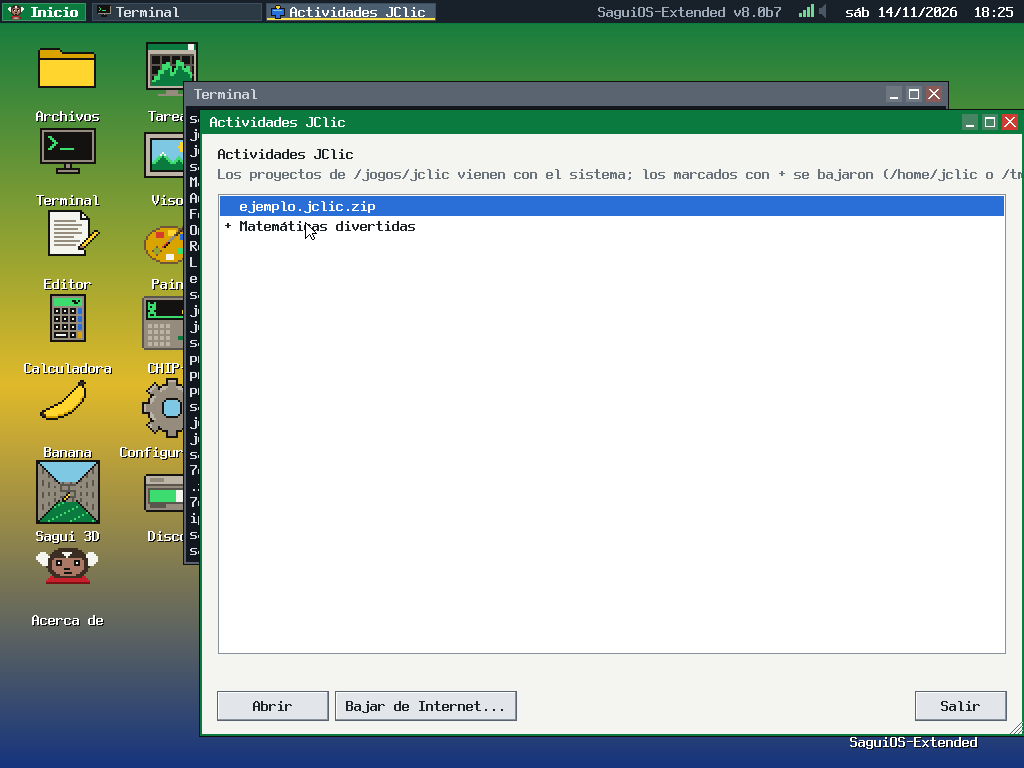 Inicio
Terminal
Actividades JClic
SaguiOS-Extended v8.0b7
sáb 14/11/2026 18:25
Archivos
Terminal
Editor
Calculadora
Banana
Sagui 3D
Acerca de
Terminal
Actividades JClic
Actividades JClic
Los proyectos de /jogos/jclic vienen con el sistema; los marcados con + se bajaron (/home/jclic o /tm
ejemplo.jclic.zip
+ Matemáticas divertidas
Abrir
Bajar de Internet...
Salir
SaguiOS-Extended